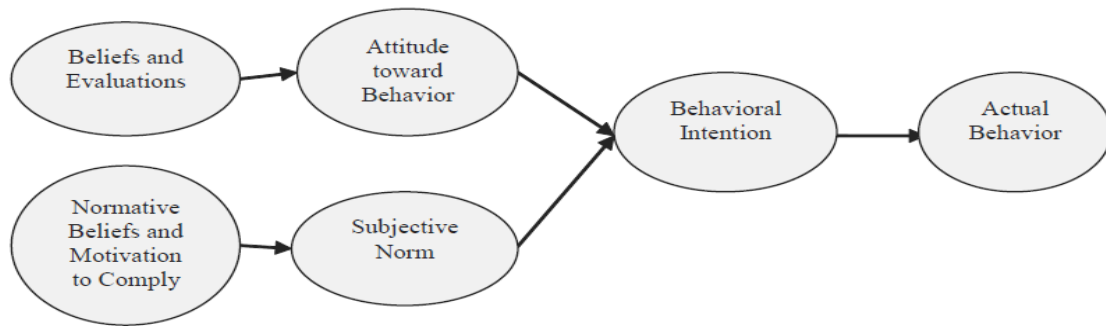 Beliefs and
Evaluations
Attitude
toward
Behavior
Normative
Beliefs and
Motivation
to Comply
Subjective
Norm
Behavioral
Intention
Actual
Behavior